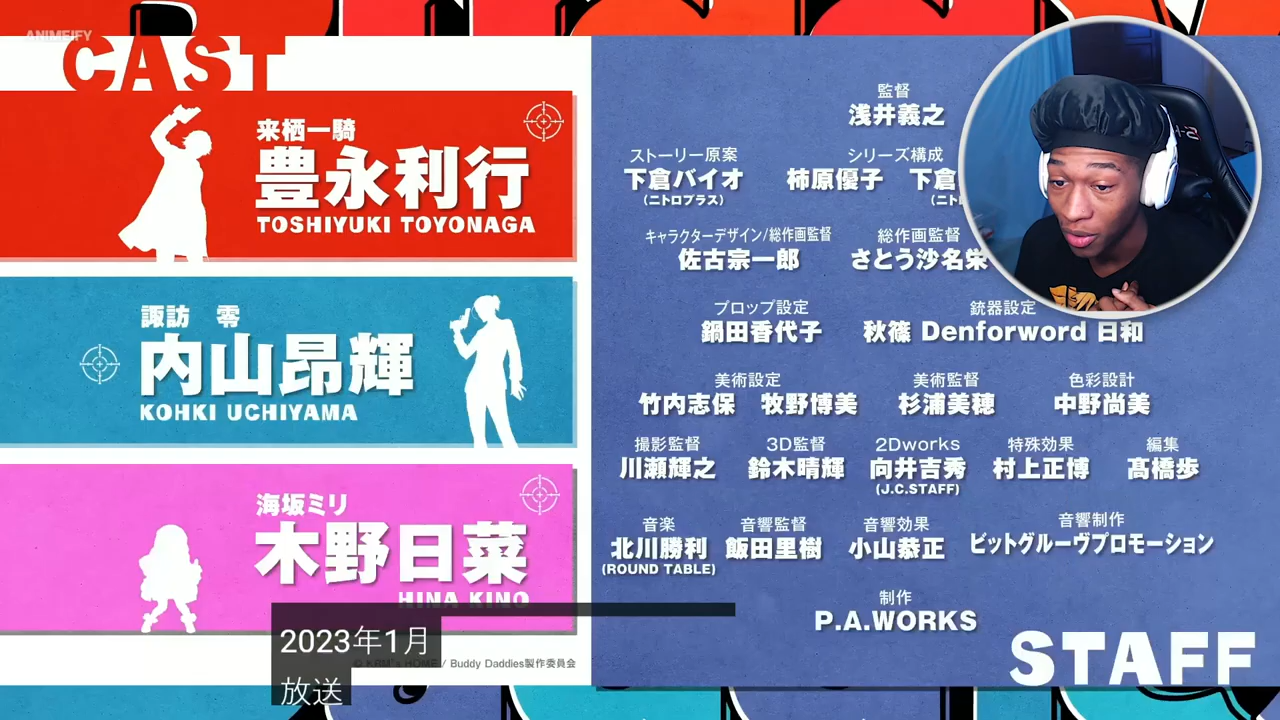 ANIMEIFY
CAST
来栖一騎
豊永利行
TOSHIYUKI TOYONAGA
諏訪 零
内山昂輝
KOHKI UCHIYAMA
海坂ミリ
木野日菜
HINA KINO
2023年1月
放送
© KRM's HOME / Buddy Daddies製作委員会
監督
浅井義之
ストーリー原案 シリーズ構成
下倉バイオ 柿原優子 下倉
(ニトロプラス)
キャラクターデザイン/総作画監督 総作画監督
佐古宗一郎 さとう沙名栄
プロップ設定 銃器設定
鍋田香代子 秋篠 Denforword 日和
美術設定 美術監督 色彩設計
竹内志保 牧野博美 杉浦美穂 中野尚美
撮影監督 3D監督 2Dworks 特殊効果 編集
川瀬輝之 鈴木晴輝 向井吉秀 村上正博 髙橋歩
(J.C.STAFF)
音楽 音響監督 音響効果 音響制作
北川勝利 飯田里樹 小山恭正 ビットグルーヴプロモーション
(ROUND TABLE)
制作
P.A.WORKS
STAFF